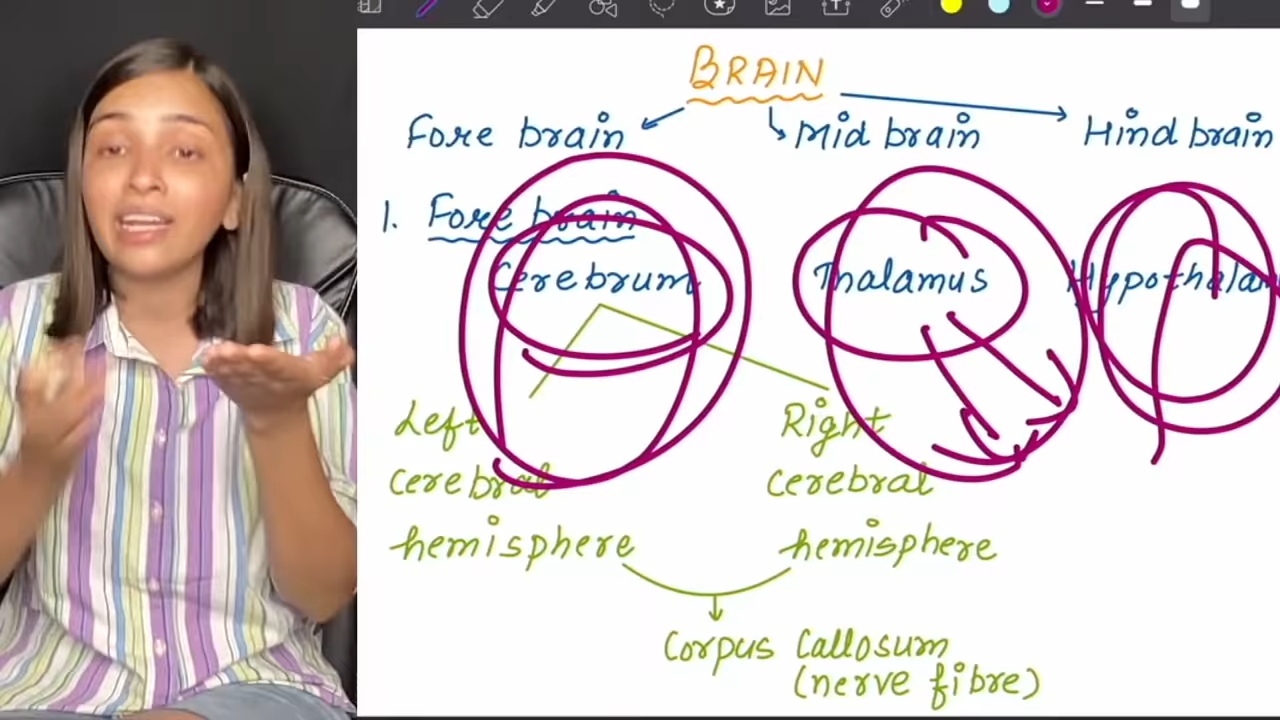 BRAIN
Fore brain Mid brain Hind brain
1. Fore brain
Cerebrum Thalamus Hypothalam
Left Right
cerebral cerebral
hemisphere hemisphere
Corpus Callosum
(nerve fibre)